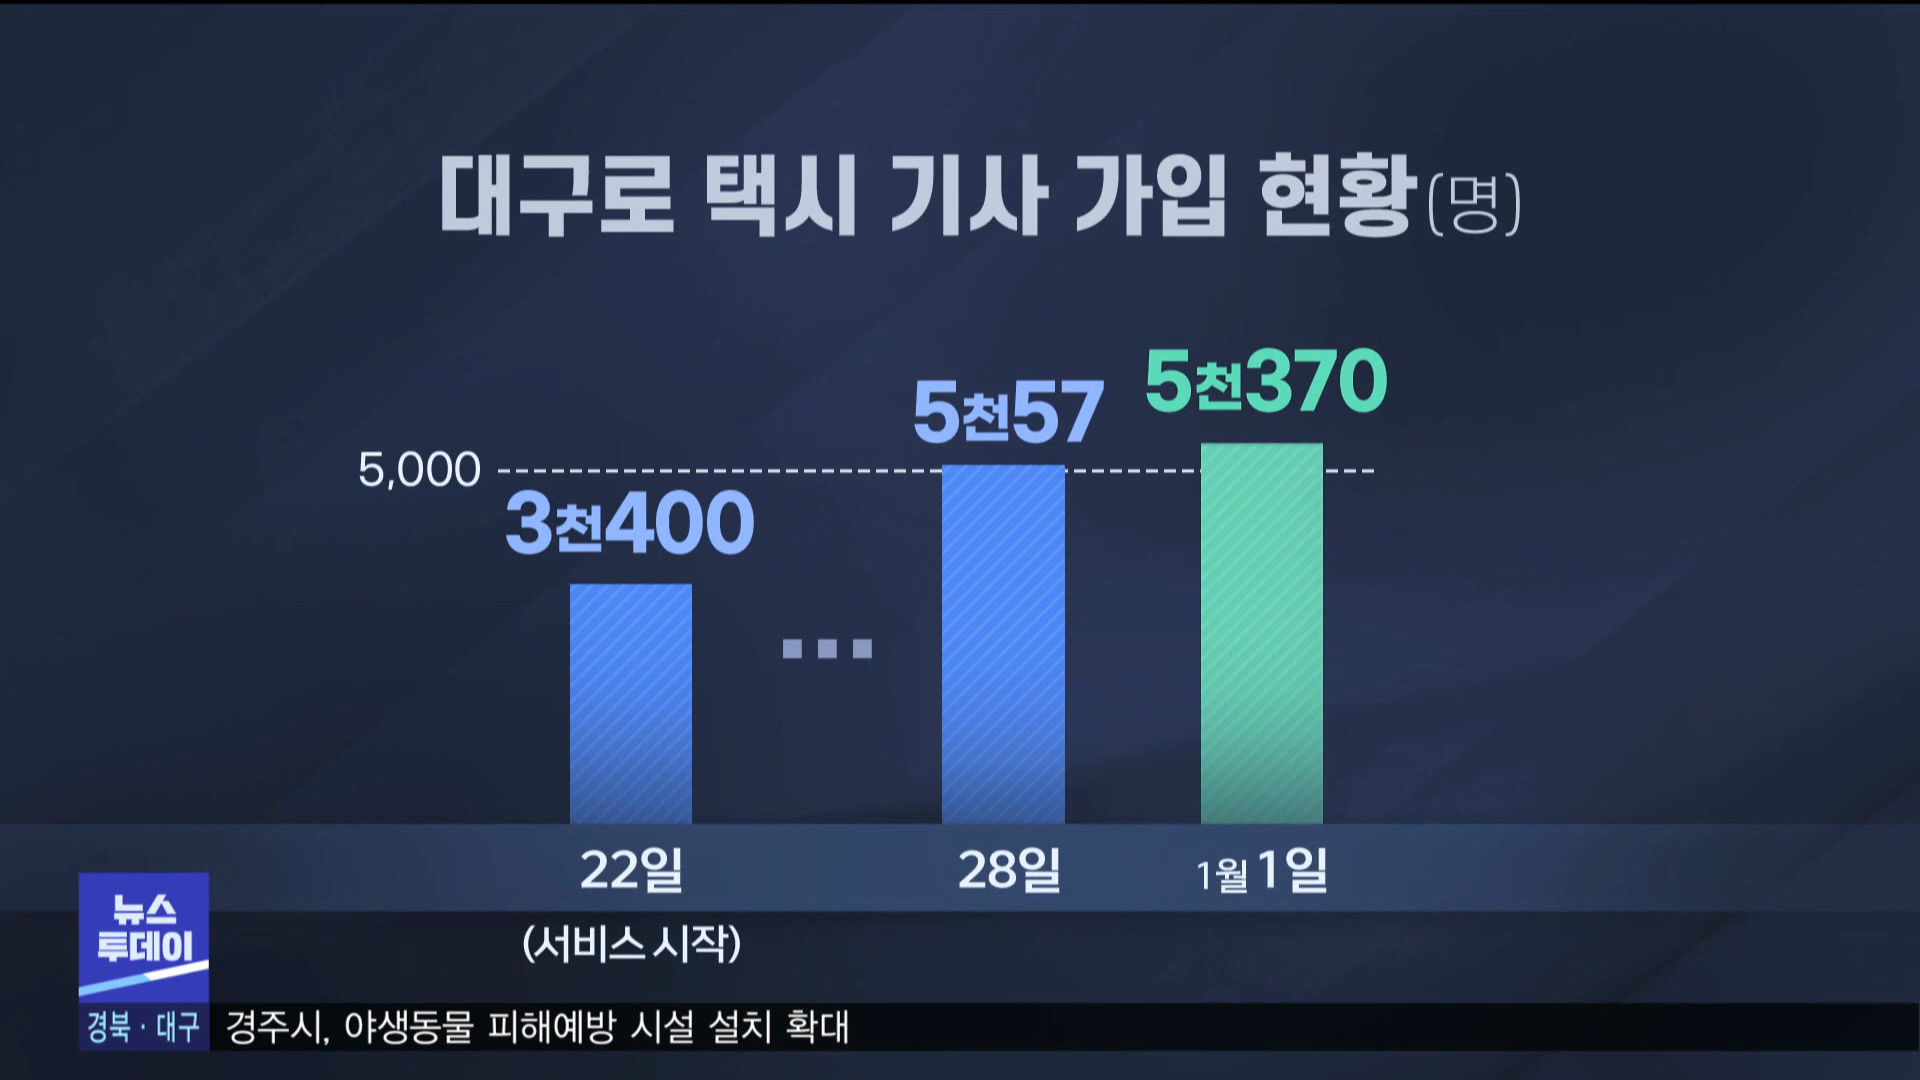 대구로 택시 기사 가입 현황(명)
5천370
5천57
5,000
3천400
22일
28일
1월 1일
(서비스 시작)
뉴스
투데이
경북·대구
경주시, 야생동물 피해예방 시설 설치 확대